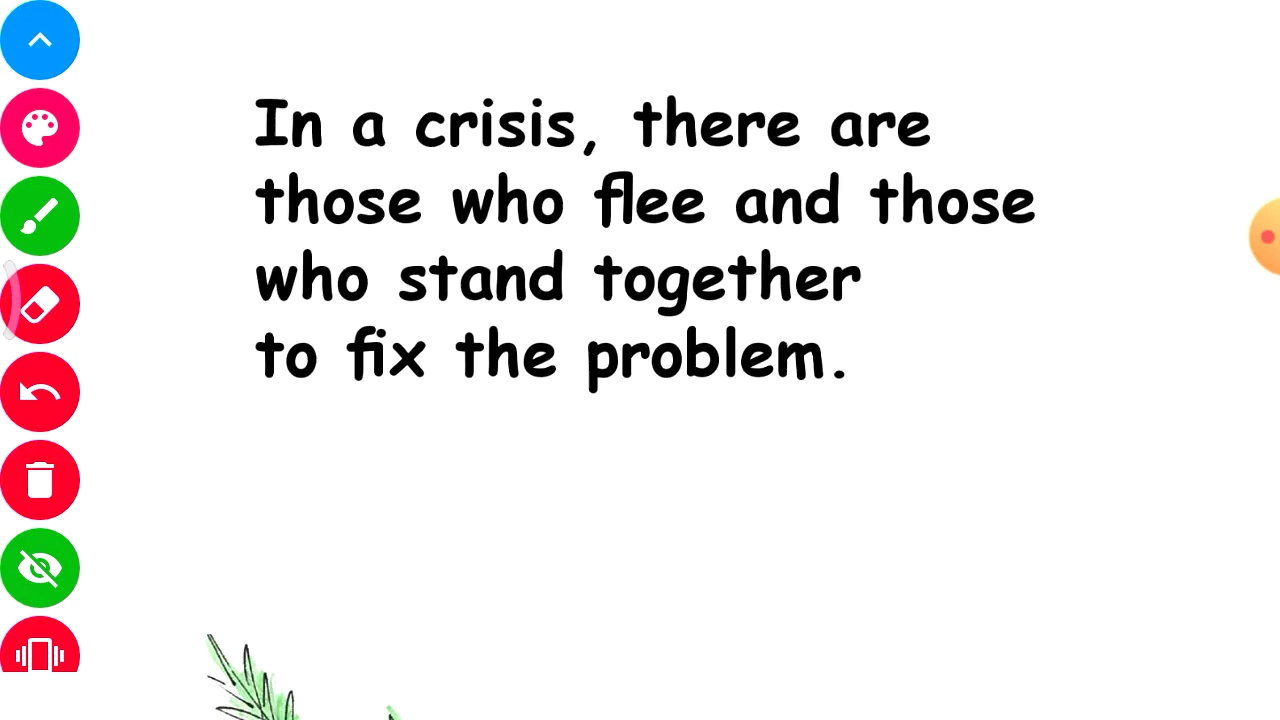 In a crisis, there are
those who flee and those
who stand together
to fix the problem.